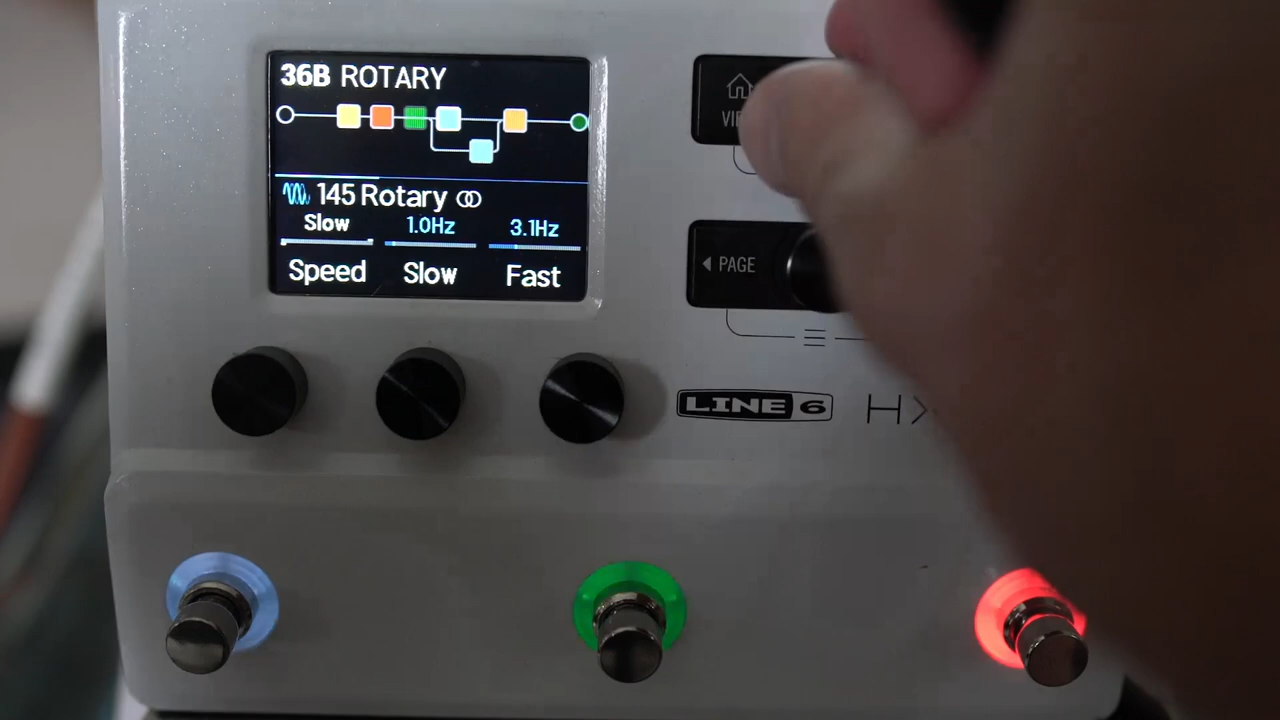 36B ROTARY
145 Rotary
Slow 1.0Hz 3.1Hz
Speed Slow Fast
PAGE
LINE 6